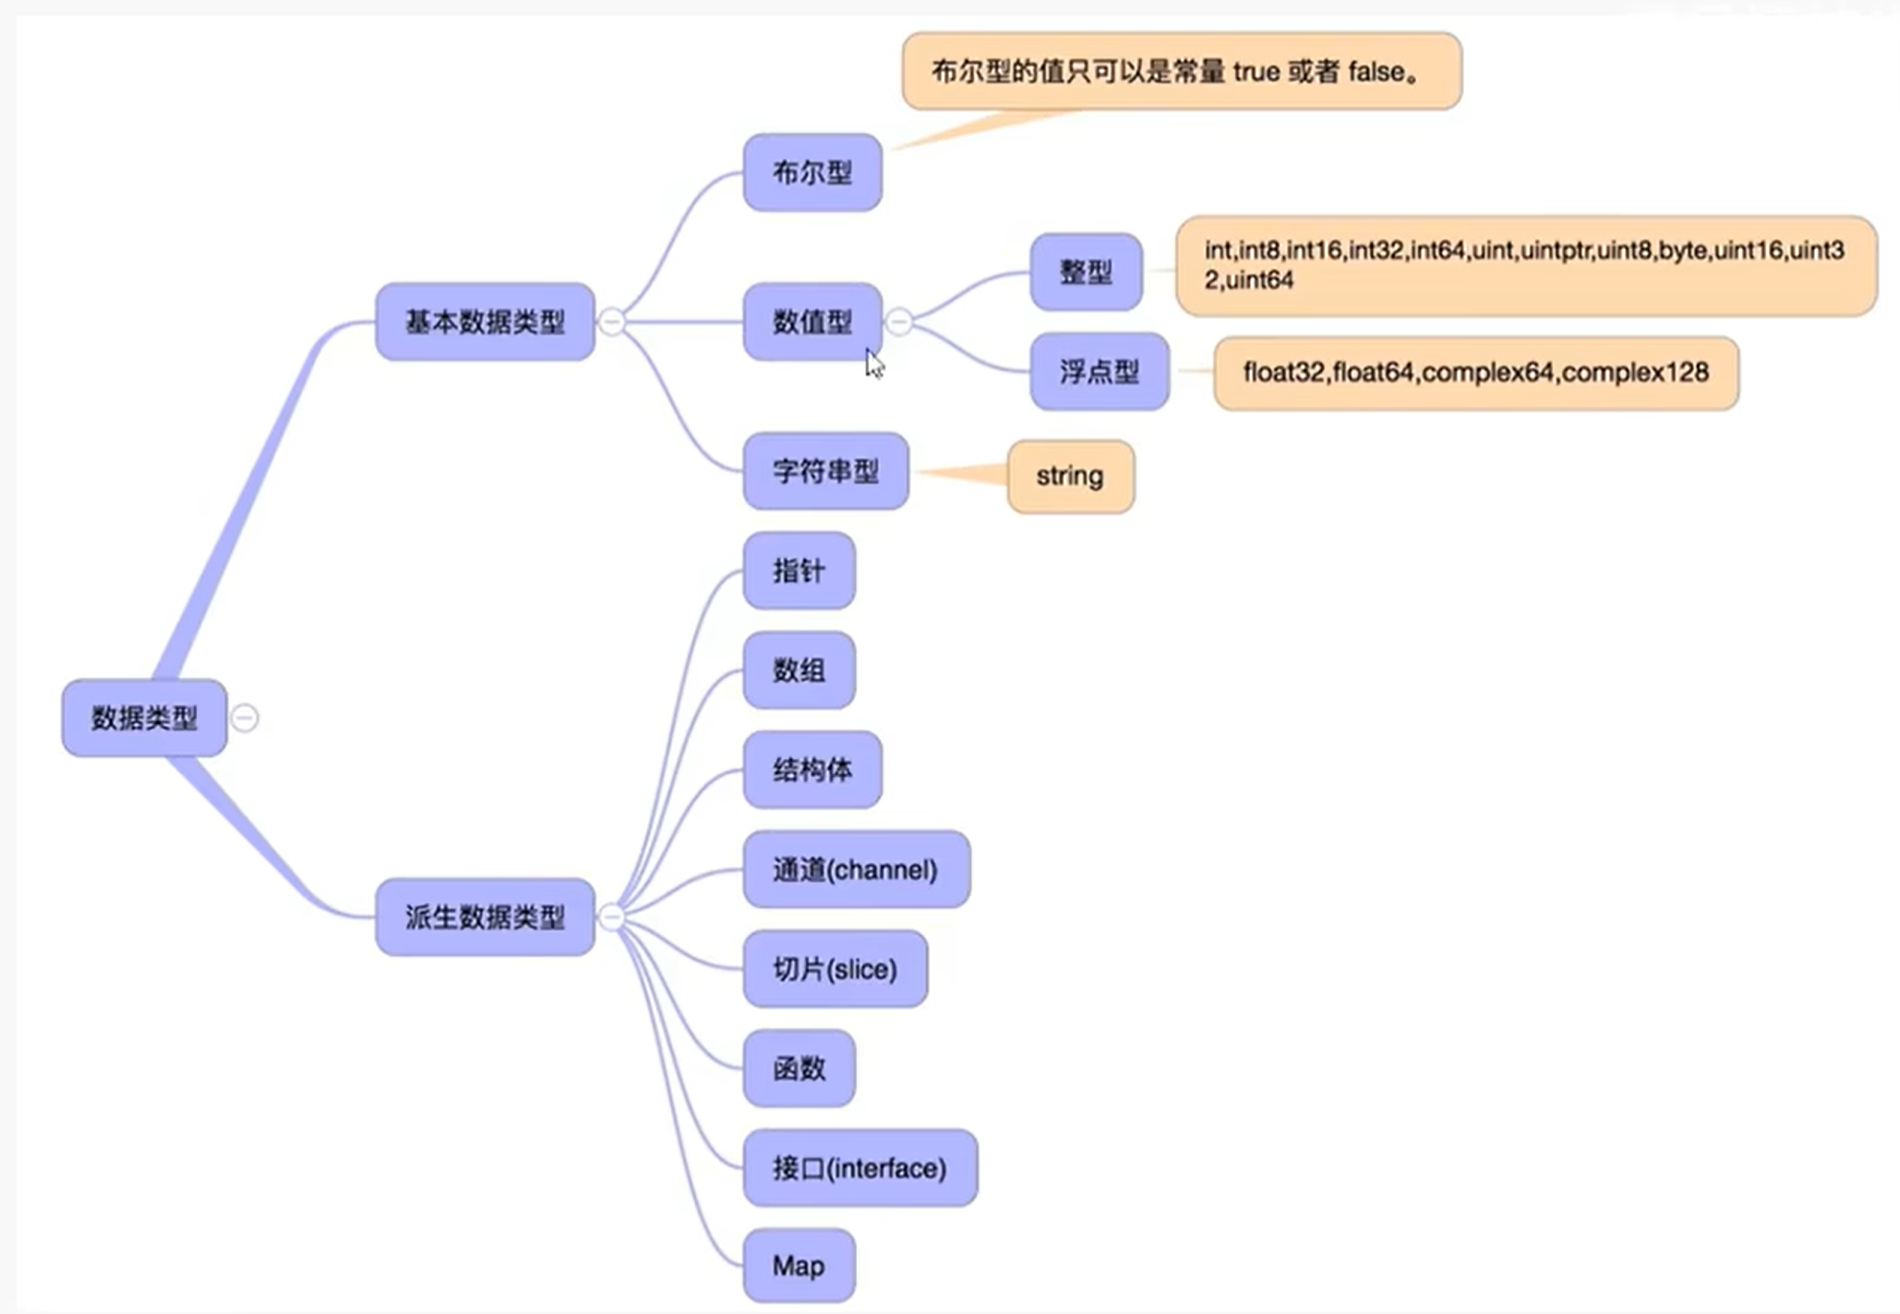 布尔型的值只可以是常量 true 或者 false。
布尔型
整型
int,int8,int16,int32,int64,uint,uintptr,uint8,byte,uint16,uint3
2,uint64
基本数据类型
数值型
浮点型
float32,float64,complex64,complex128
字符串型
string
指针
数组
数据类型
结构体
通道(channel)
派生数据类型
切片(slice)
函数
接口(interface)
Map